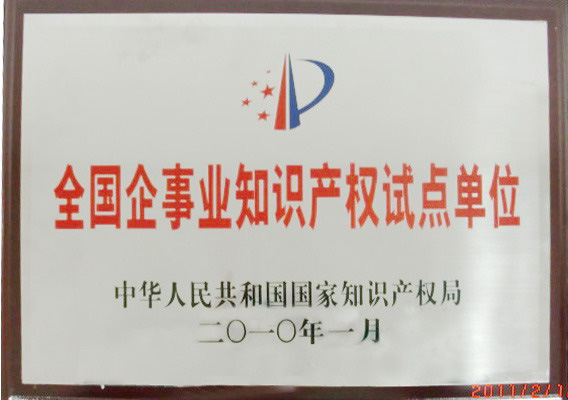 全国企事业知识产权试点单位
中华人民共和国国家知识产权局
二〇一〇年一月
2011/2/1